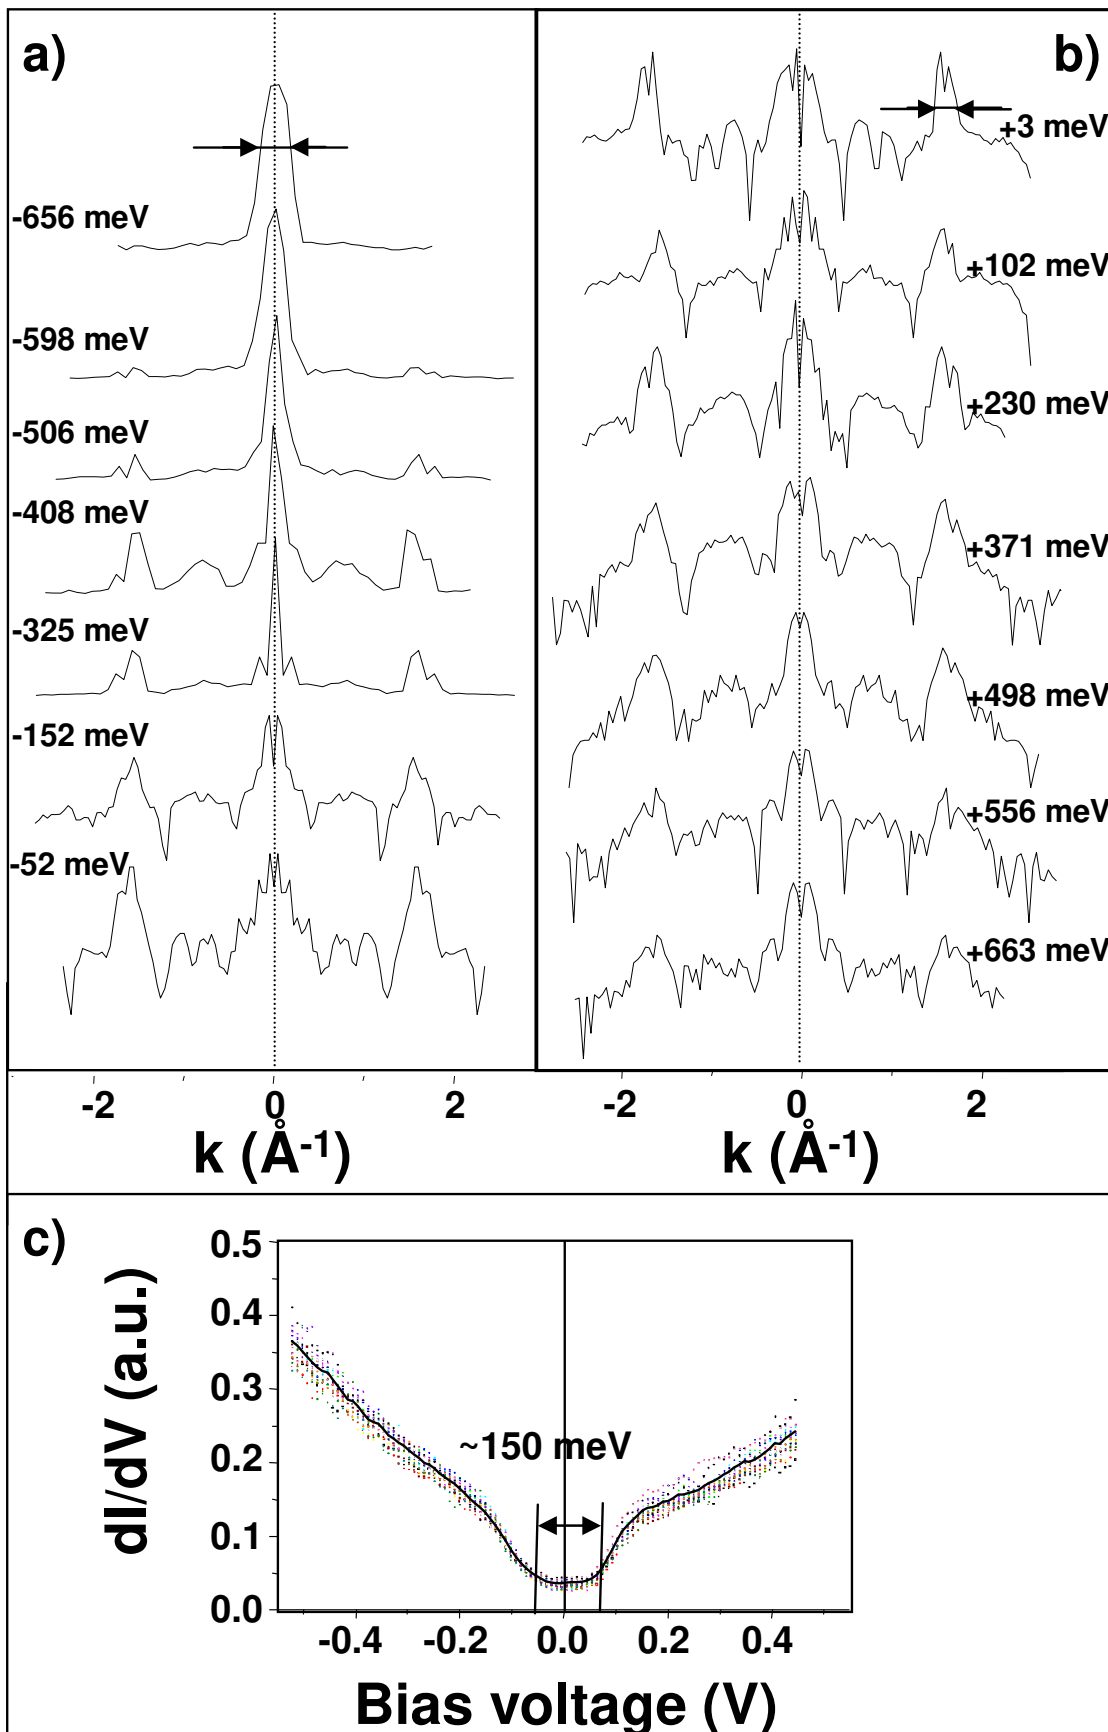 a)
-656 meV
-598 meV
-506 meV
-408 meV
-325 meV
-152 meV
-52 meV
-2 0 2
k (Å-1)
b)
+3 meV
+102 meV
+230 meV
+371 meV
+498 meV
+556 meV
+663 meV
-2 0 2
k (Å-1)
c)
dI/dV (a.u.)
0.5
0.4
0.3
0.2
0.1
0.0
~150 meV
-0.4 -0.2 0.0 0.2 0.4
Bias voltage (V)